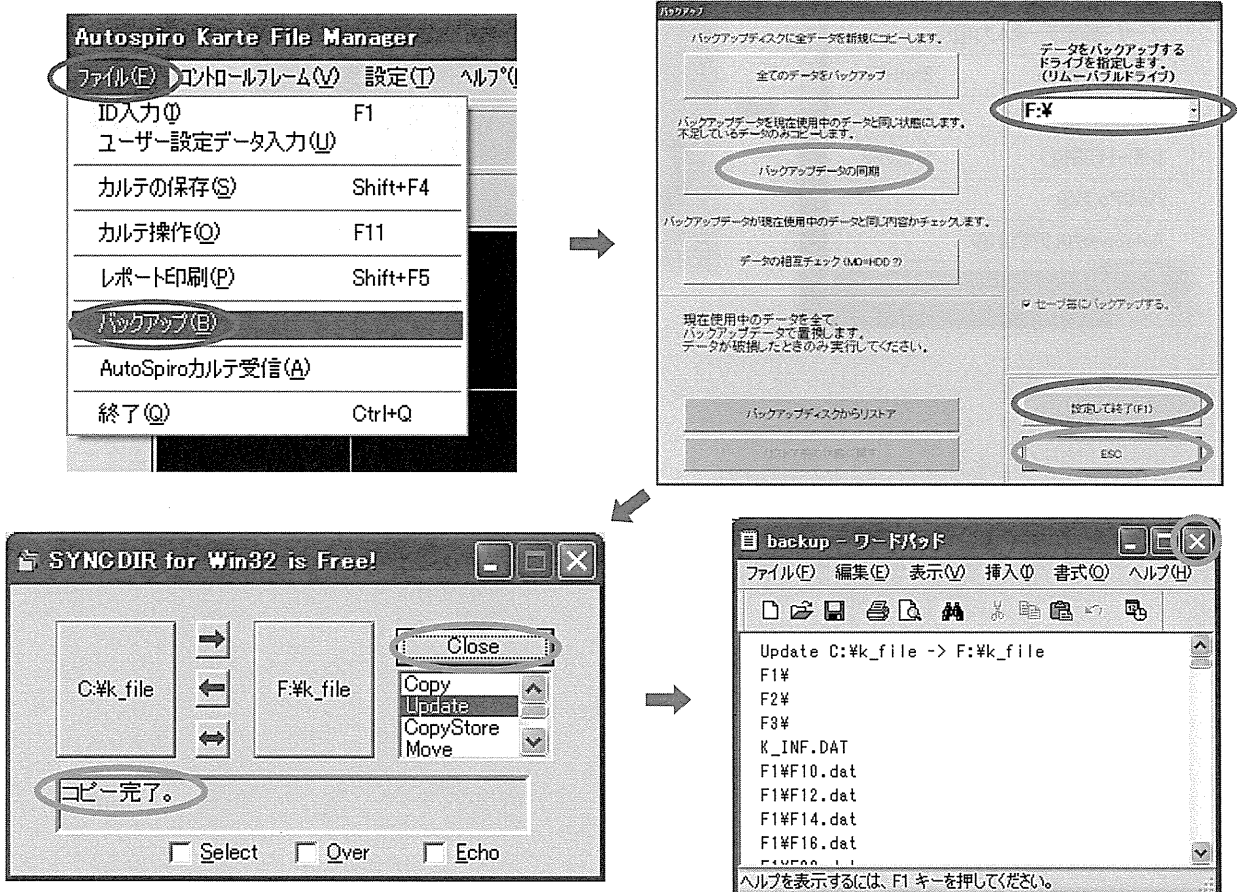 Autospiro Karte File Manager
ファイル(F) コントロールフレーム(V) 設定(T) ヘルプ(
ID入力(I) F1
ユーザー設定データ入力(U)
カルテの保存(S) Shift+F4
カルテ操作(O) F11
レポート印刷(P) Shift+F5
バックアップ(B)
AutoSpiroカルテ受信(A)
終了(Q) Ctrl+Q
バックアップ
バックアップディスクに全データを新規にコピーします。
全てのデータをバックアップ
バックアップデータを現在使用中のデータと同じ状態にします。
不足しているデータのみコピーします。
バックアップデータの同期
バックアップデータが現在使用中のデータと同じ内容かチェックします。
データの相互チェック (MO=HDD ?)
現在使用中のデータを全て
バックアップデータで置換します。
データが破損したときのみ実行してください。
バックアップディスクからリストア
データをバックアップする
ドライブを指定します。
(リムーバブルドライブ)
F:¥
セーブ毎にバックアップする。
設定して終了(F1)
ESC
SYNCDIR for Win32 is Free!
C:¥k_file
F:¥k_file
Close
Copy
Update
CopyStore
Move
コピー完了。
Select Over Echo
backup - ワードパッド
ファイル(F) 編集(E) 表示(V) 挿入(I) 書式(O) ヘルプ(H)
Update C:¥k_file -> F:¥k_file
F1¥
F2¥
F3¥
K_INF.DAT
F1¥F10.dat
F1¥F12.dat
F1¥F14.dat
F1¥F16.dat
ヘルプを表示するには、F1 キーを押してください。